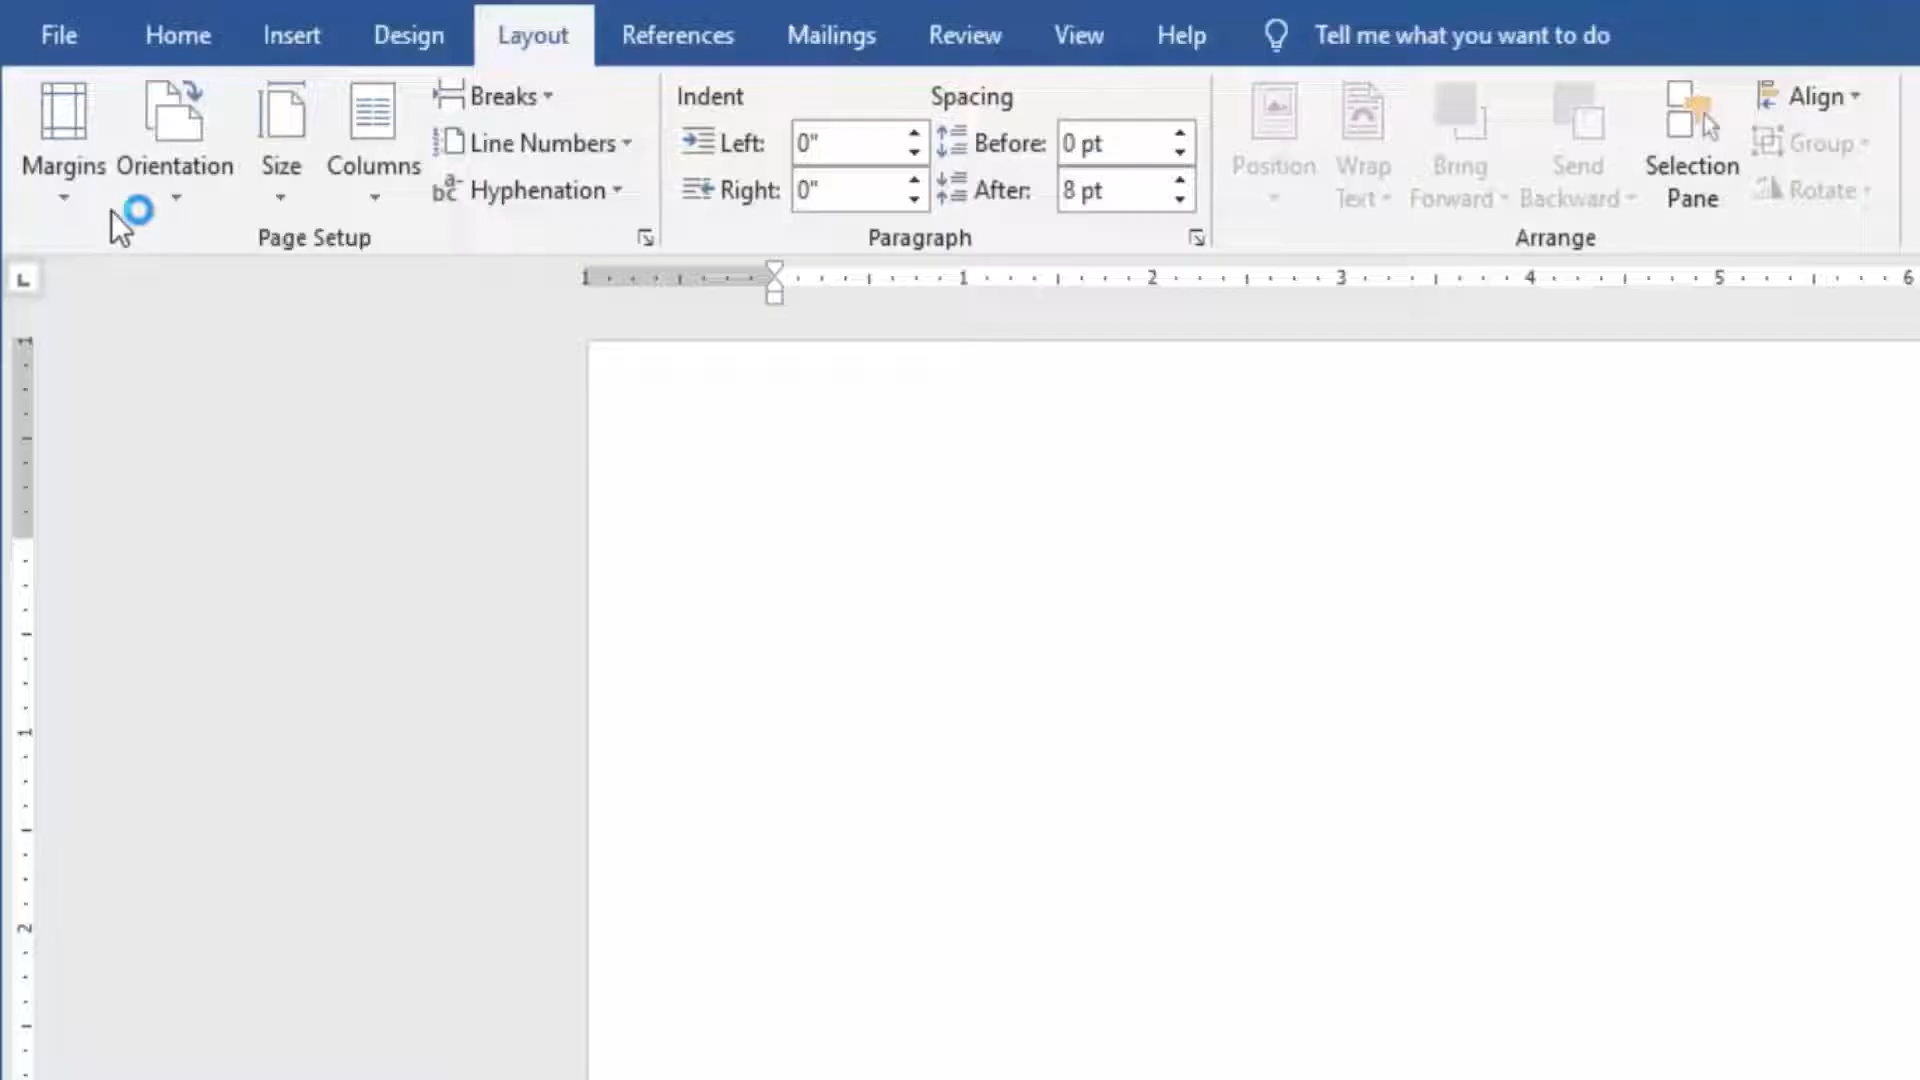 File Home Insert Design Layout References Mailings Review View Help Tell me what you want to do
Margins Orientation Size Columns
Breaks
Line Numbers
Hyphenation
Page Setup
Indent
Left: 0"
Right: 0"
Spacing
Before: 0 pt
After: 8 pt
Paragraph
Position
Wrap
Text
Bring
Forward
Send
Backward
Selection
Pane
Align
Group
Rotate
Arrange
1 1 2 3 4 5 6
1
1
2